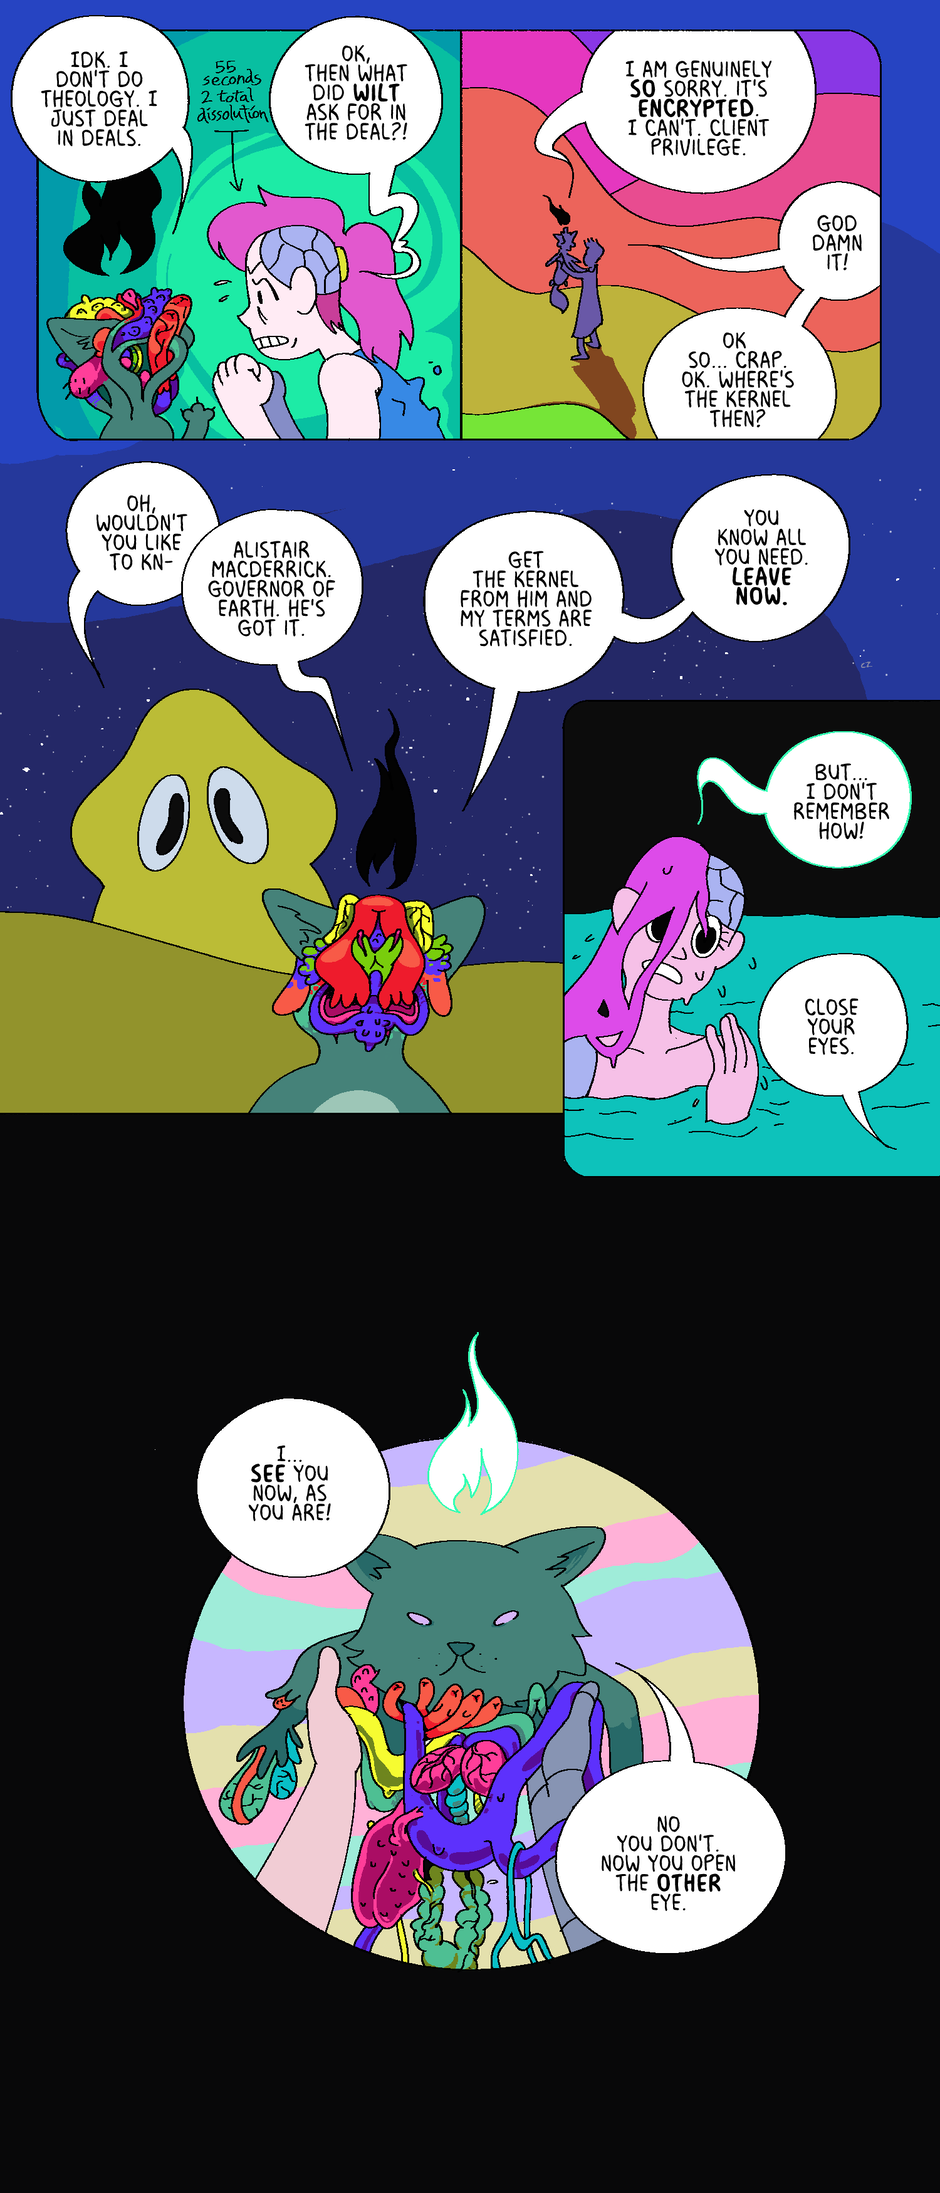 IDK. I
DON'T DO
THEOLOGY. I
JUST DEAL
IN DEALS.
55
seconds
2 total
dissolution
OK,
THEN WHAT
DID WILT
ASK FOR IN
THE DEAL?!
I AM GENUINELY
SO SORRY. IT'S
ENCRYPTED.
I CAN'T. CLIENT
PRIVILEGE.
GOD
DAMN
IT!
OK
SO... CRAP.
OK. WHERE'S
THE KERNEL
THEN?
OH,
WOULDN'T
YOU LIKE
TO KN-
ALISTAIR
MACDERRICK.
GOVERNOR OF
EARTH. HE'S
GOT IT.
GET
THE KERNEL
FROM HIM AND
MY TERMS ARE
SATISFIED.
YOU
KNOW ALL
YOU NEED.
LEAVE
NOW.
BUT...
I DON'T
REMEMBER
HOW!
CLOSE
YOUR
EYES.
I...
SEE YOU
NOW, AS
YOU ARE!
NO
YOU DON'T.
NOW YOU OPEN
THE OTHER
EYE.